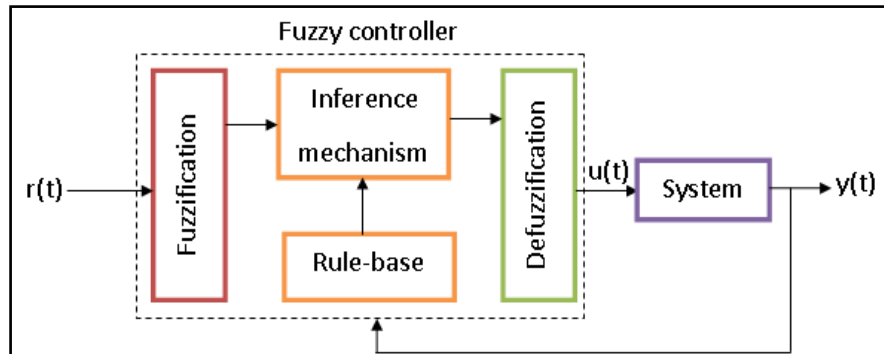 Fuzzy controller
r(t)
Fuzzification
Inference
mechanism
Rule-base
Defuzzification
u(t)
System
y(t)